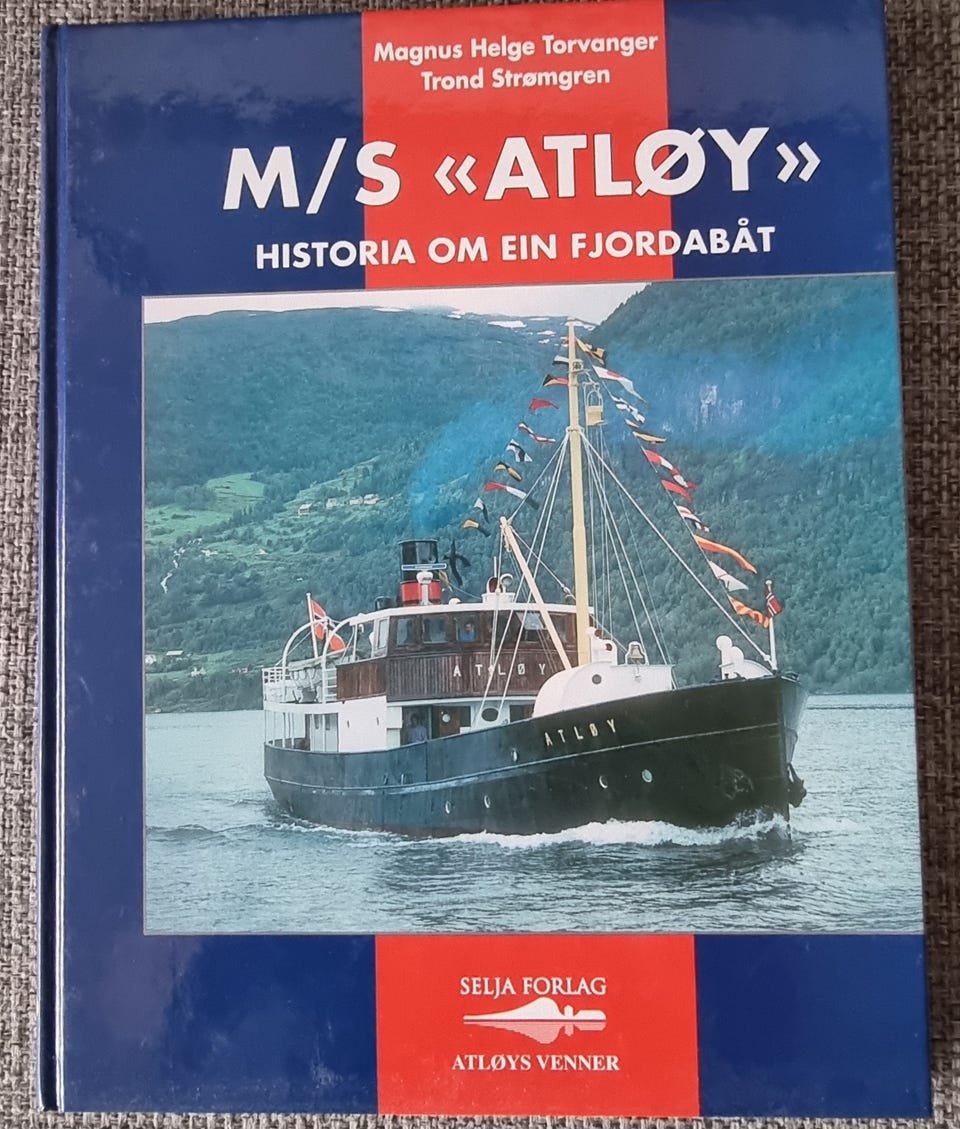 Magnus Helge Torvanger
Trond Strømgren
M/S «ATLØY»
HISTORIA OM EIN FJORDABÅT
ATLØY
ATLØY
SELJA FORLAG
ATLØYS VENNER